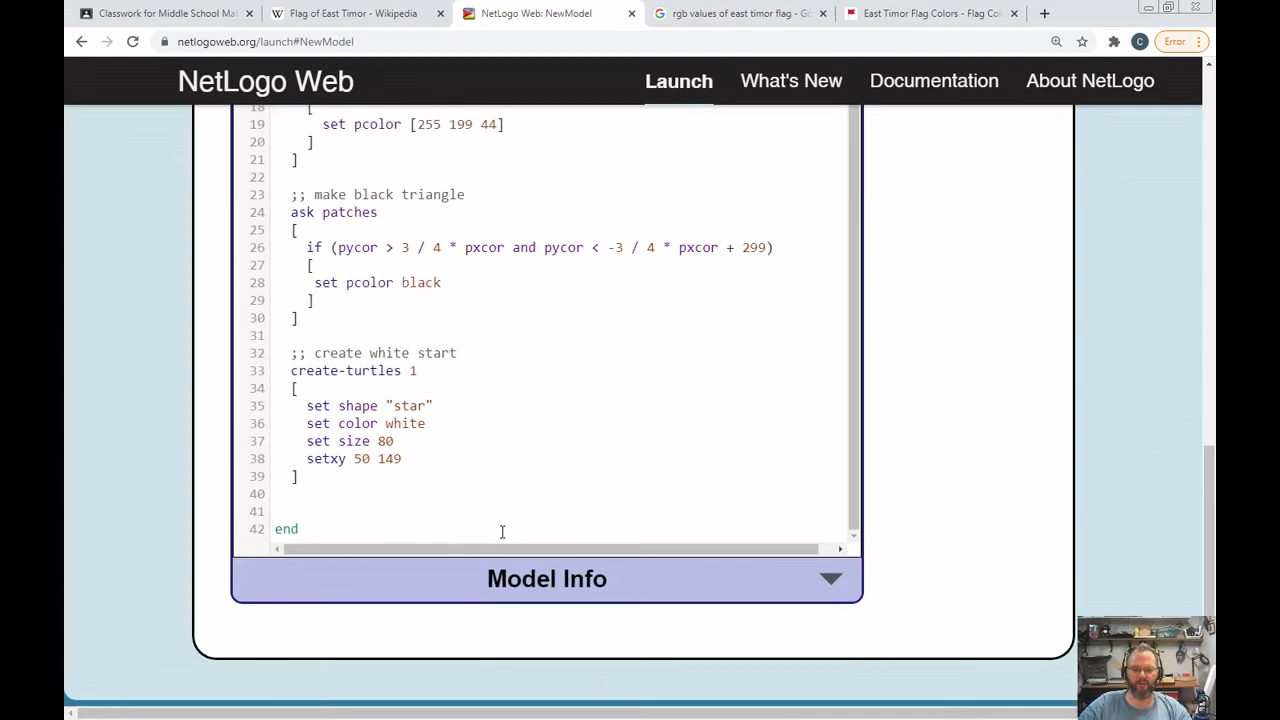 Classwork for Middle School Mat
Flag of East Timor - Wikipedia
NetLogo Web: NewModel
rgb values of east timor flag - Go
East Timor Flag Colors - Flag Col
netlogoweb.org/launch#NewModel
C
Error
NetLogo Web
Launch
What's New
Documentation
About NetLogo
18 [
19 set pcolor [255 199 44]
20 ]
21 ]
22
23 ;; make black triangle
24 ask patches
25 [
26 if (pycor > 3 / 4 * pxcor and pycor < -3 / 4 * pxcor + 299)
27 [
28 set pcolor black
29 ]
30 ]
31
32 ;; create white start
33 create-turtles 1
34 [
35 set shape "star"
36 set color white
37 set size 80
38 setxy 50 149
39 ]
40
41
42 end
Model Info